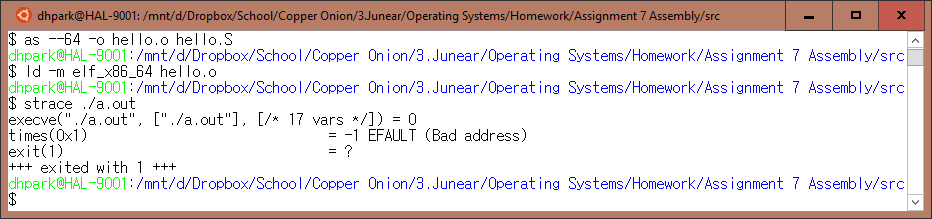 dhpark@HAL-9001: /mnt/d/Dropbox/School/Copper Onion/3.Junear/Operating Systems/Homework/Assignment 7 Assembly/src
$ as --64 -o hello.o hello.S
dhpark@HAL-9001:/mnt/d/Dropbox/School/Copper Onion/3.Junear/Operating Systems/Homework/Assignment 7 Assembly/src
$ ld -m elf_x86_64 hello.o
dhpark@HAL-9001:/mnt/d/Dropbox/School/Copper Onion/3.Junear/Operating Systems/Homework/Assignment 7 Assembly/src
$ strace ./a.out
execve("./a.out", ["./a.out"], [/* 17 vars */]) = 0
times(0x1)                              = -1 EFAULT (Bad address)
exit(1)                                 = ?
+++ exited with 1 +++
dhpark@HAL-9001:/mnt/d/Dropbox/School/Copper Onion/3.Junear/Operating Systems/Homework/Assignment 7 Assembly/src
$